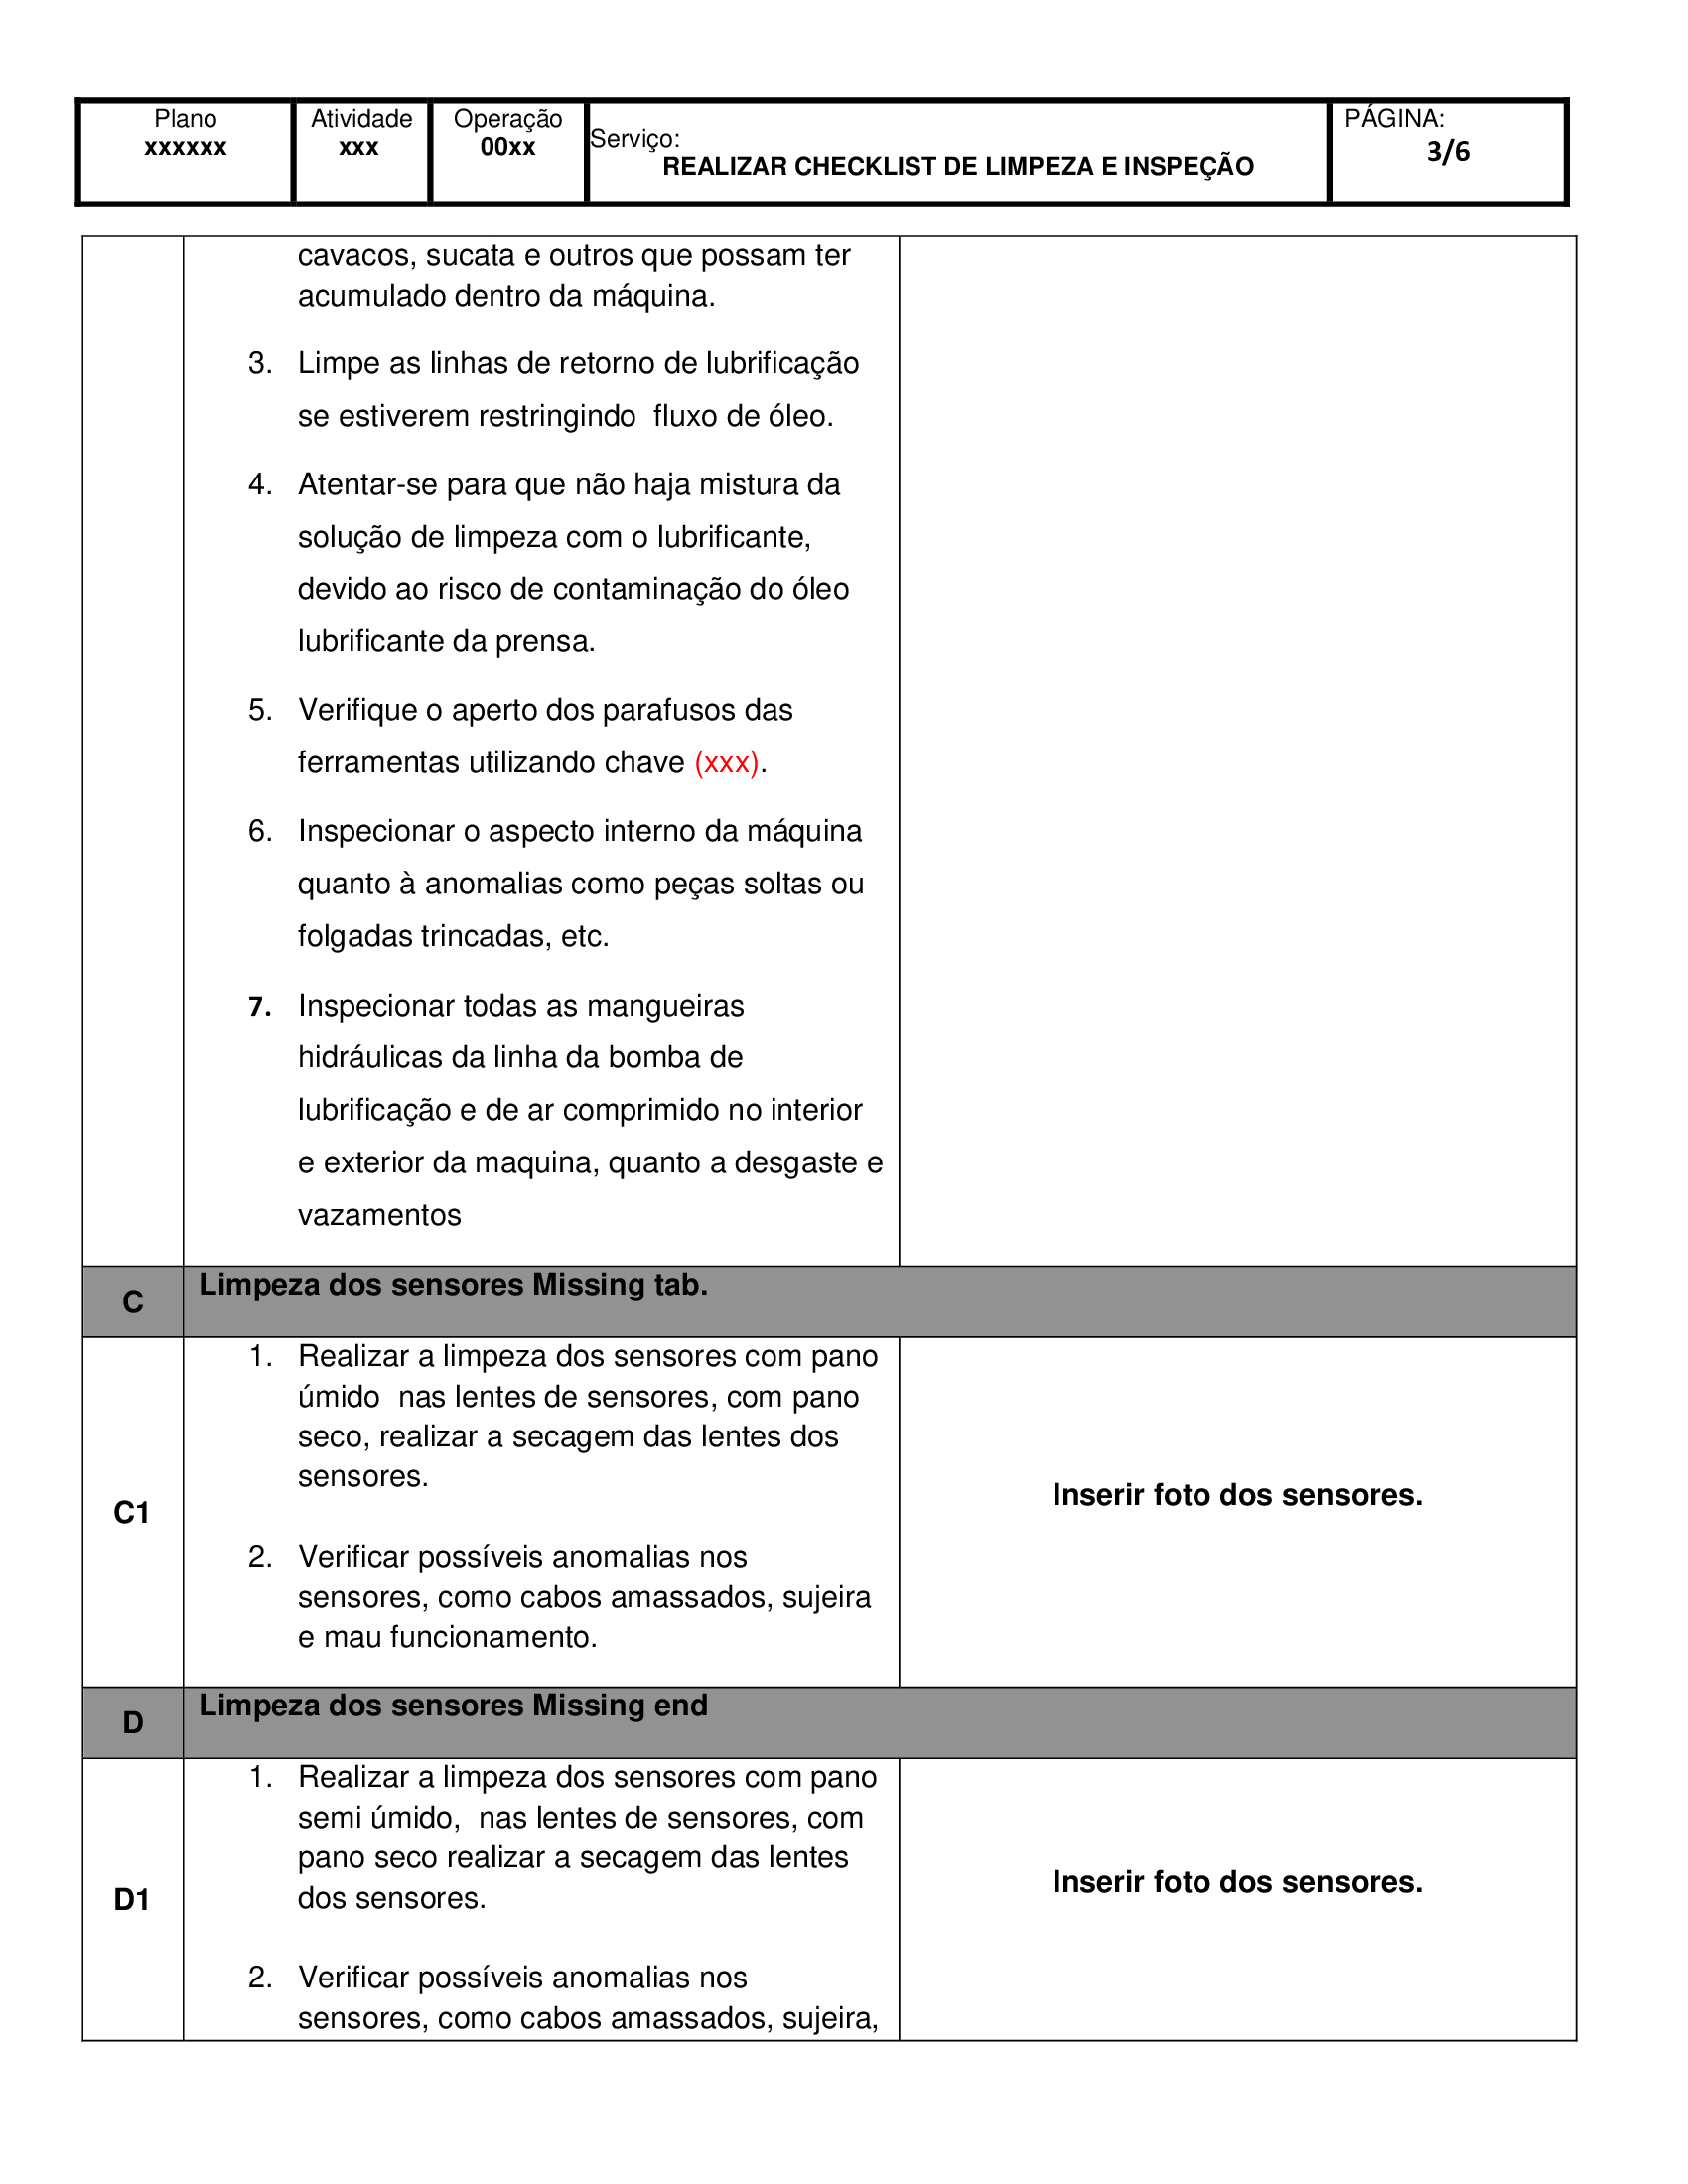 Plano
xxxxxx
Atividade
xxx
Operação
00xx
Serviço:
REALIZAR CHECKLIST DE LIMPEZA E INSPEÇÃO
PÁGINA:
3/6
cavacos, sucata e outros que possam ter
acumulado dentro da máquina.
3. Limpe as linhas de retorno de lubrificação
se estiverem restringindo  fluxo de óleo.
4. Atentar-se para que não haja mistura da
solução de limpeza com o lubrificante,
devido ao risco de contaminação do óleo
lubrificante da prensa.
5. Verifique o aperto dos parafusos das
ferramentas utilizando chave (xxx).
6. Inspecionar o aspecto interno da máquina
quanto à anomalias como peças soltas ou
folgadas trincadas, etc.
7. Inspecionar todas as mangueiras
hidráulicas da linha da bomba de
lubrificação e de ar comprimido no interior
e exterior da maquina, quanto a desgaste e
vazamentos
C
Limpeza dos sensores Missing tab.
C1
1. Realizar a limpeza dos sensores com pano
úmido  nas lentes de sensores, com pano
seco, realizar a secagem das lentes dos
sensores.
2. Verificar possíveis anomalias nos
sensores, como cabos amassados, sujeira
e mau funcionamento.
Inserir foto dos sensores.
D
Limpeza dos sensores Missing end
D1
1. Realizar a limpeza dos sensores com pano
semi úmido,  nas lentes de sensores, com
pano seco realizar a secagem das lentes
dos sensores.
2. Verificar possíveis anomalias nos
sensores, como cabos amassados, sujeira,
Inserir foto dos sensores.